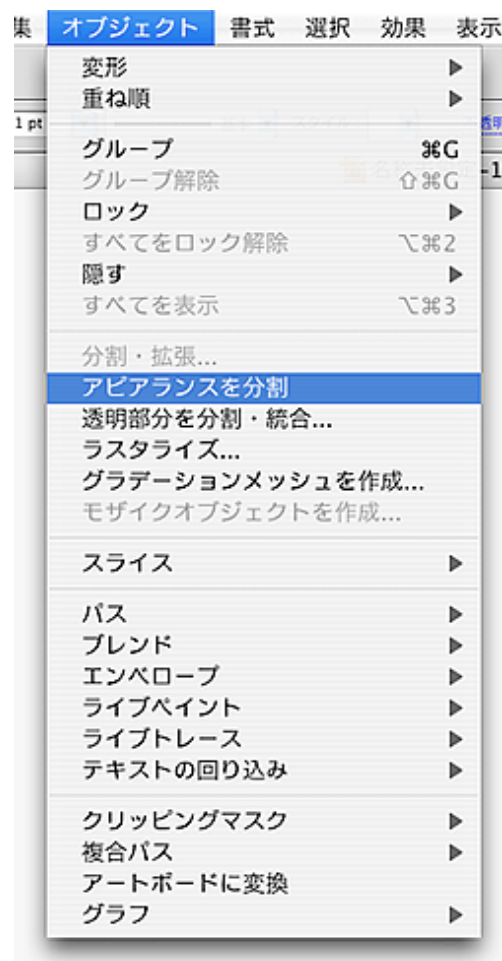 集 オブジェクト 書式 選択 効果 表示
変形
重ね順
1 pt
グループ ⌘G
グループ解除 ⇧⌘G
-1
ロック
すべてをロック解除 ⌥⌘2
隠す
すべてを表示 ⌥⌘3
分割・拡張...
アピアランスを分割
透明部分を分割・統合...
ラスタライズ...
グラデーションメッシュを作成...
モザイクオブジェクトを作成...
スライス
パス
ブレンド
エンベロープ
ライブペイント
ライブトレース
テキストの回り込み
クリッピングマスク
複合パス
アートボードに変換
グラフ